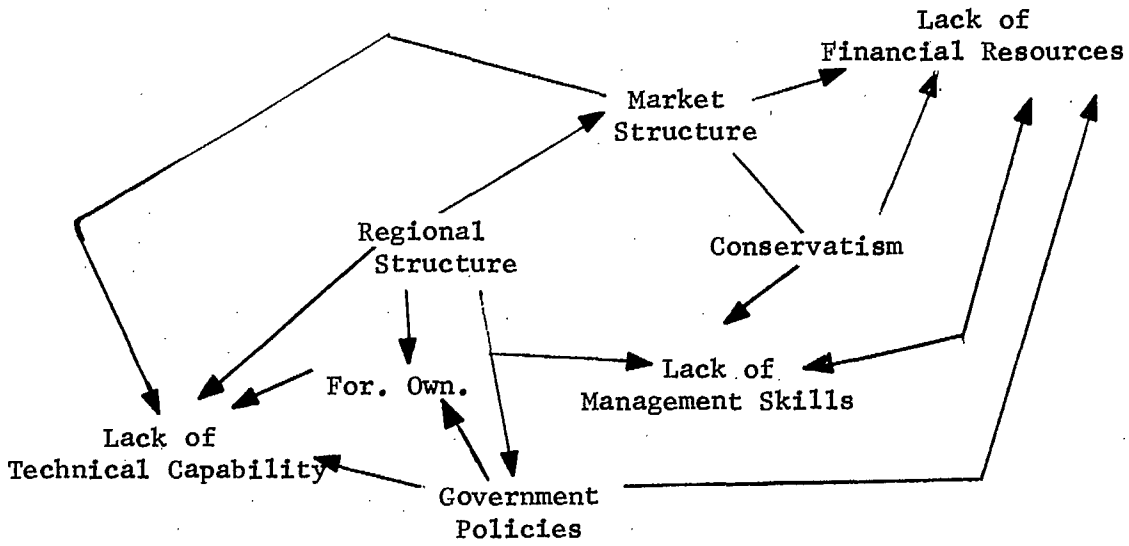 Lack of
Financial Resources
Market
Structure
Regional
Structure
Conservatism
Lack of
Management Skills
For. Own.
Lack of
Technical Capability
Government
Policies